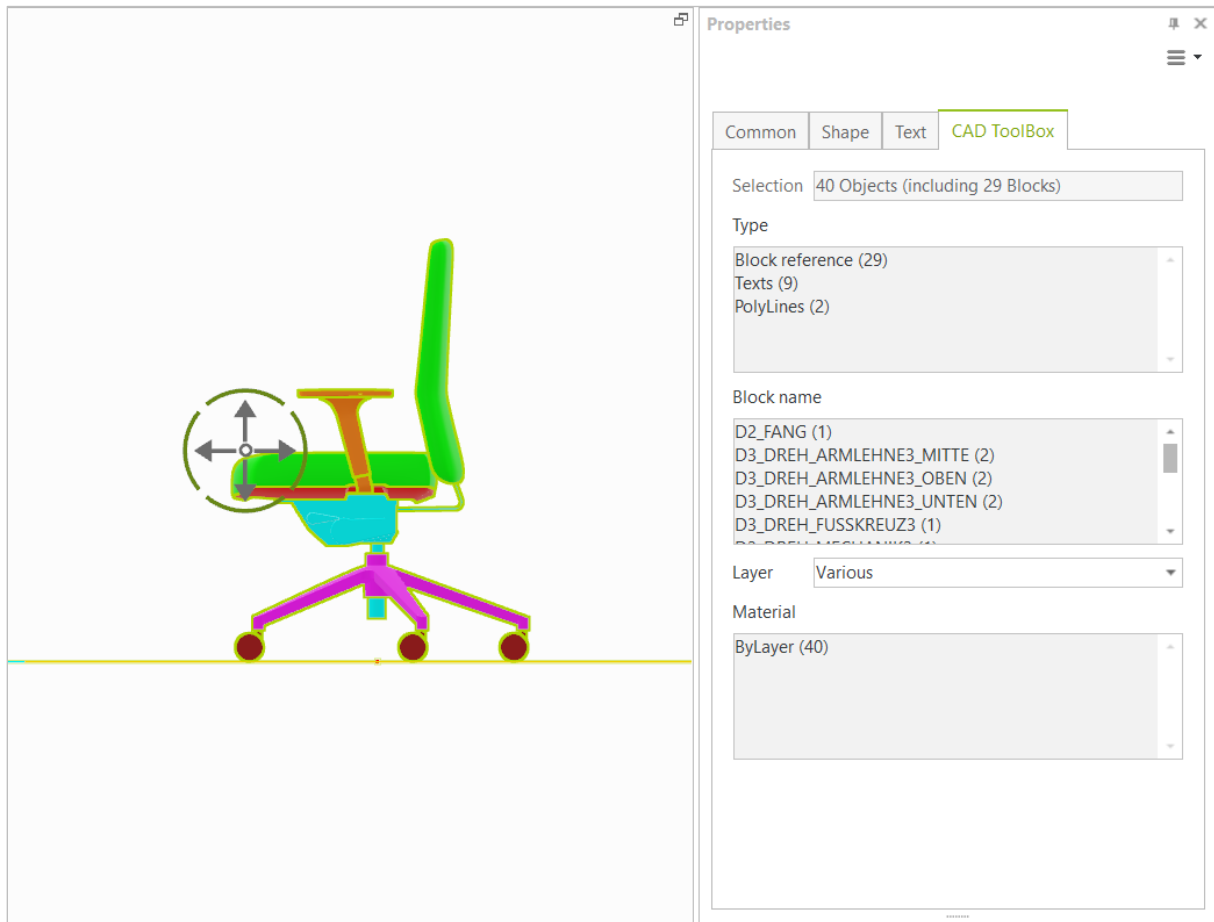 Properties
Common
Shape
Text
CAD ToolBox
Selection
40 Objects (including 29 Blocks)
Type
Block reference (29)
Texts (9)
PolyLines (2)
Block name
D2_FANG (1)
D3_DREH_ARMLEHNE3_MITTE (2)
D3_DREH_ARMLEHNE3_OBEN (2)
D3_DREH_ARMLEHNE3_UNTEN (2)
D3_DREH_FUSSKREUZ3 (1)
Layer
Various
Material
ByLayer (40)